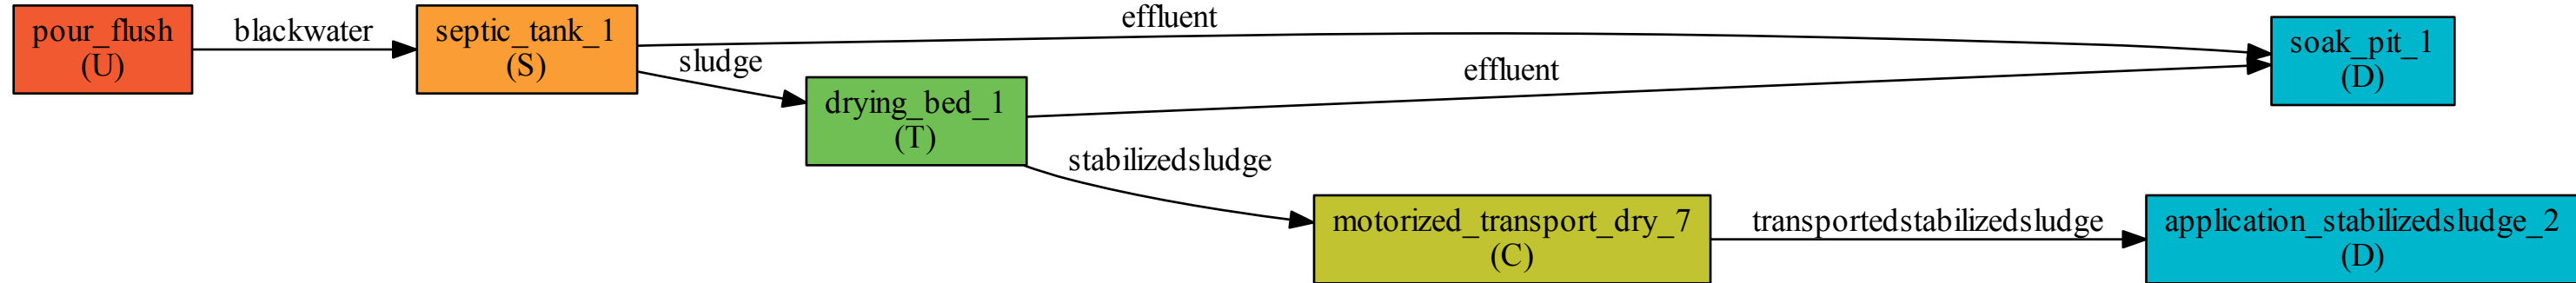 pour_flush
(U)
blackwater
septic_tank_1
(S)
effluent
sludge
drying_bed_1
(T)
effluent
stabilizedsludge
soak_pit_1
(D)
motorized_transport_dry_7
(C)
transportedstabilizedsludge
application_stabilizedsludge_2
(D)